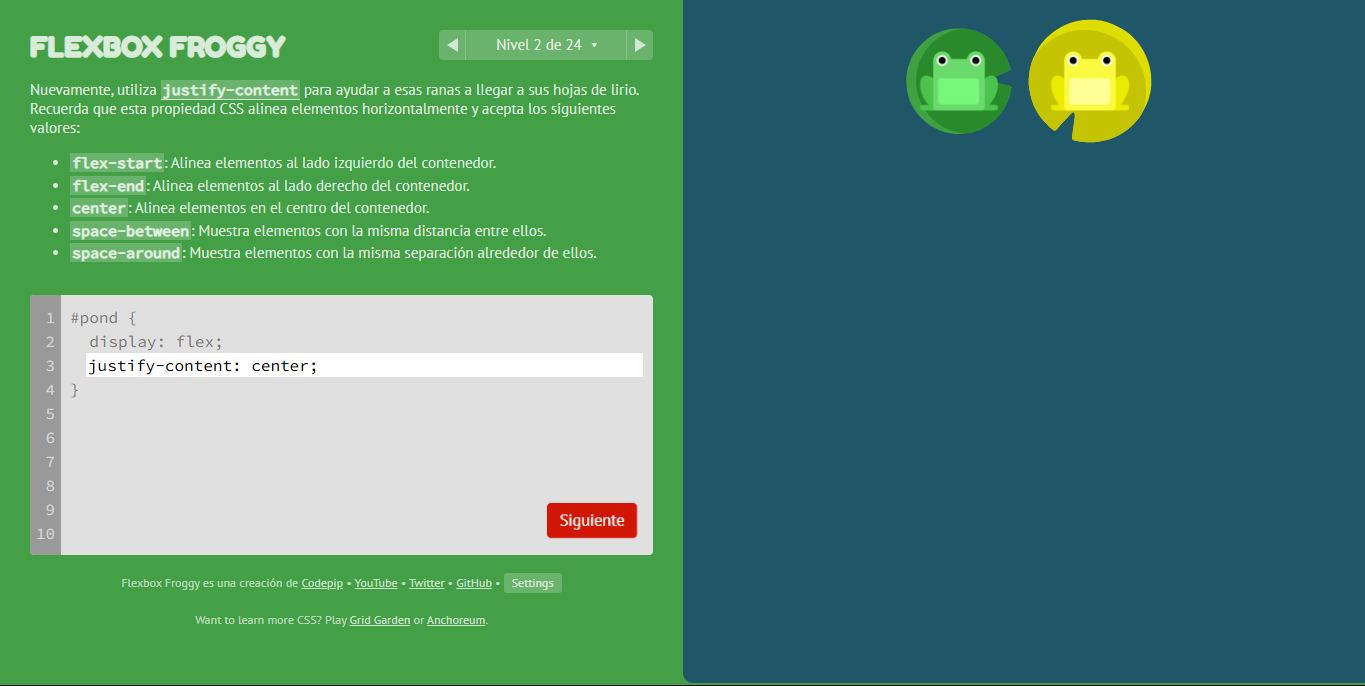 FLEXBOX FROGGY
Nivel 2 de 24 ▾
Nuevamente, utiliza justify-content para ayudar a esas ranas a llegar a sus hojas de lirio.
Recuerda que esta propiedad CSS alinea elementos horizontalmente y acepta los siguientes
valores:
• flex-start: Alinea elementos al lado izquierdo del contenedor.
• flex-end: Alinea elementos al lado derecho del contenedor.
• center: Alinea elementos en el centro del contenedor.
• space-between: Muestra elementos con la misma distancia entre ellos.
• space-around: Muestra elementos con la misma separación alrededor de ellos.
1 #pond {
2 display: flex;
3 justify-content: center;
4 }
5
6
7
8
9
10
Siguiente
Flexbox Froggy es una creación de Codepip • YouTube • Twitter • GitHub • Settings
Want to learn more CSS? Play Grid Garden or Anchoreum.